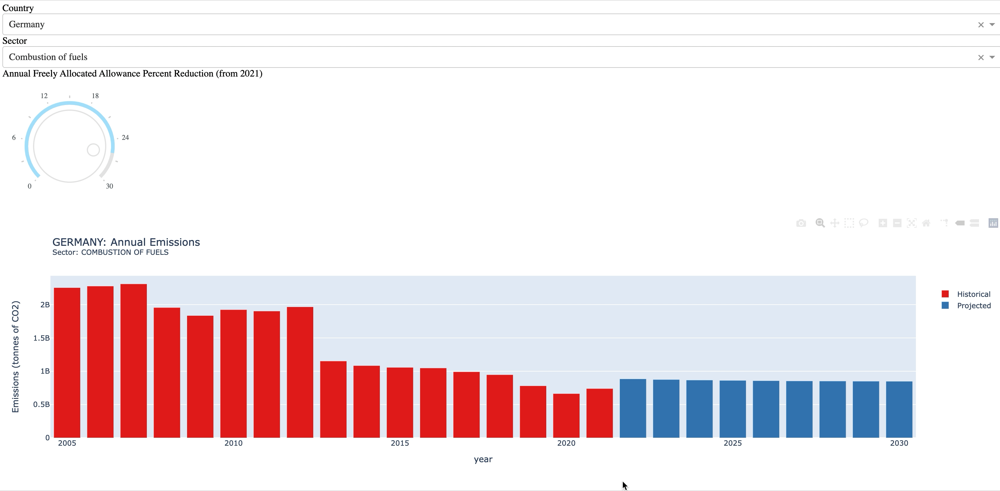 Country
Germany
Sector
Combustion of fuels
Annual Freely Allocated Allowance Percent Reduction (from 2021)
12 18
6 24
0 30
GERMANY: Annual Emissions
Sector: COMBUSTION OF FUELS
Emissions (tonnes of CO2)
2B
1.5B
1B
0.5B
0
2005 2010 2015 2020 2025 2030
year
Historical
Projected